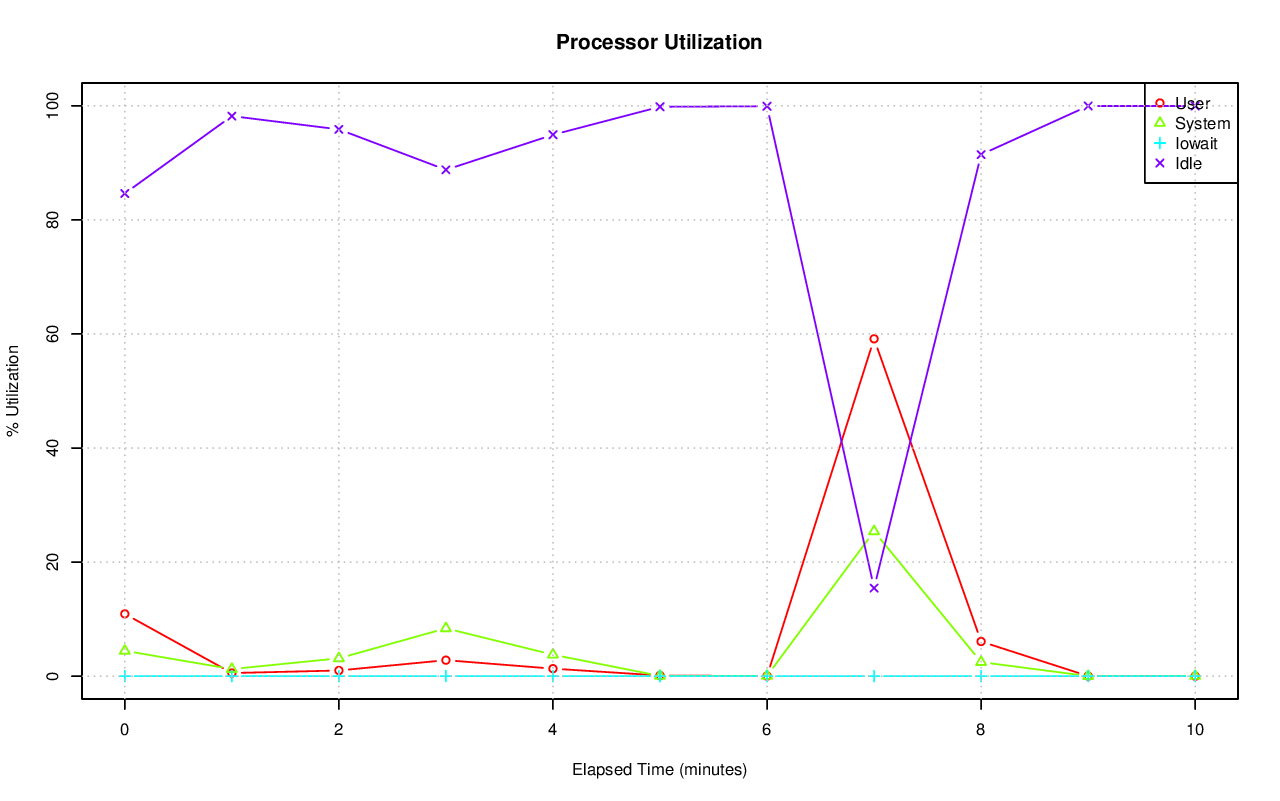 Processor Utilization
100
80
60
40
20
0
% Utilization
User
System
Iowait
Idle
0 2 4 6 8 10
Elapsed Time (minutes)